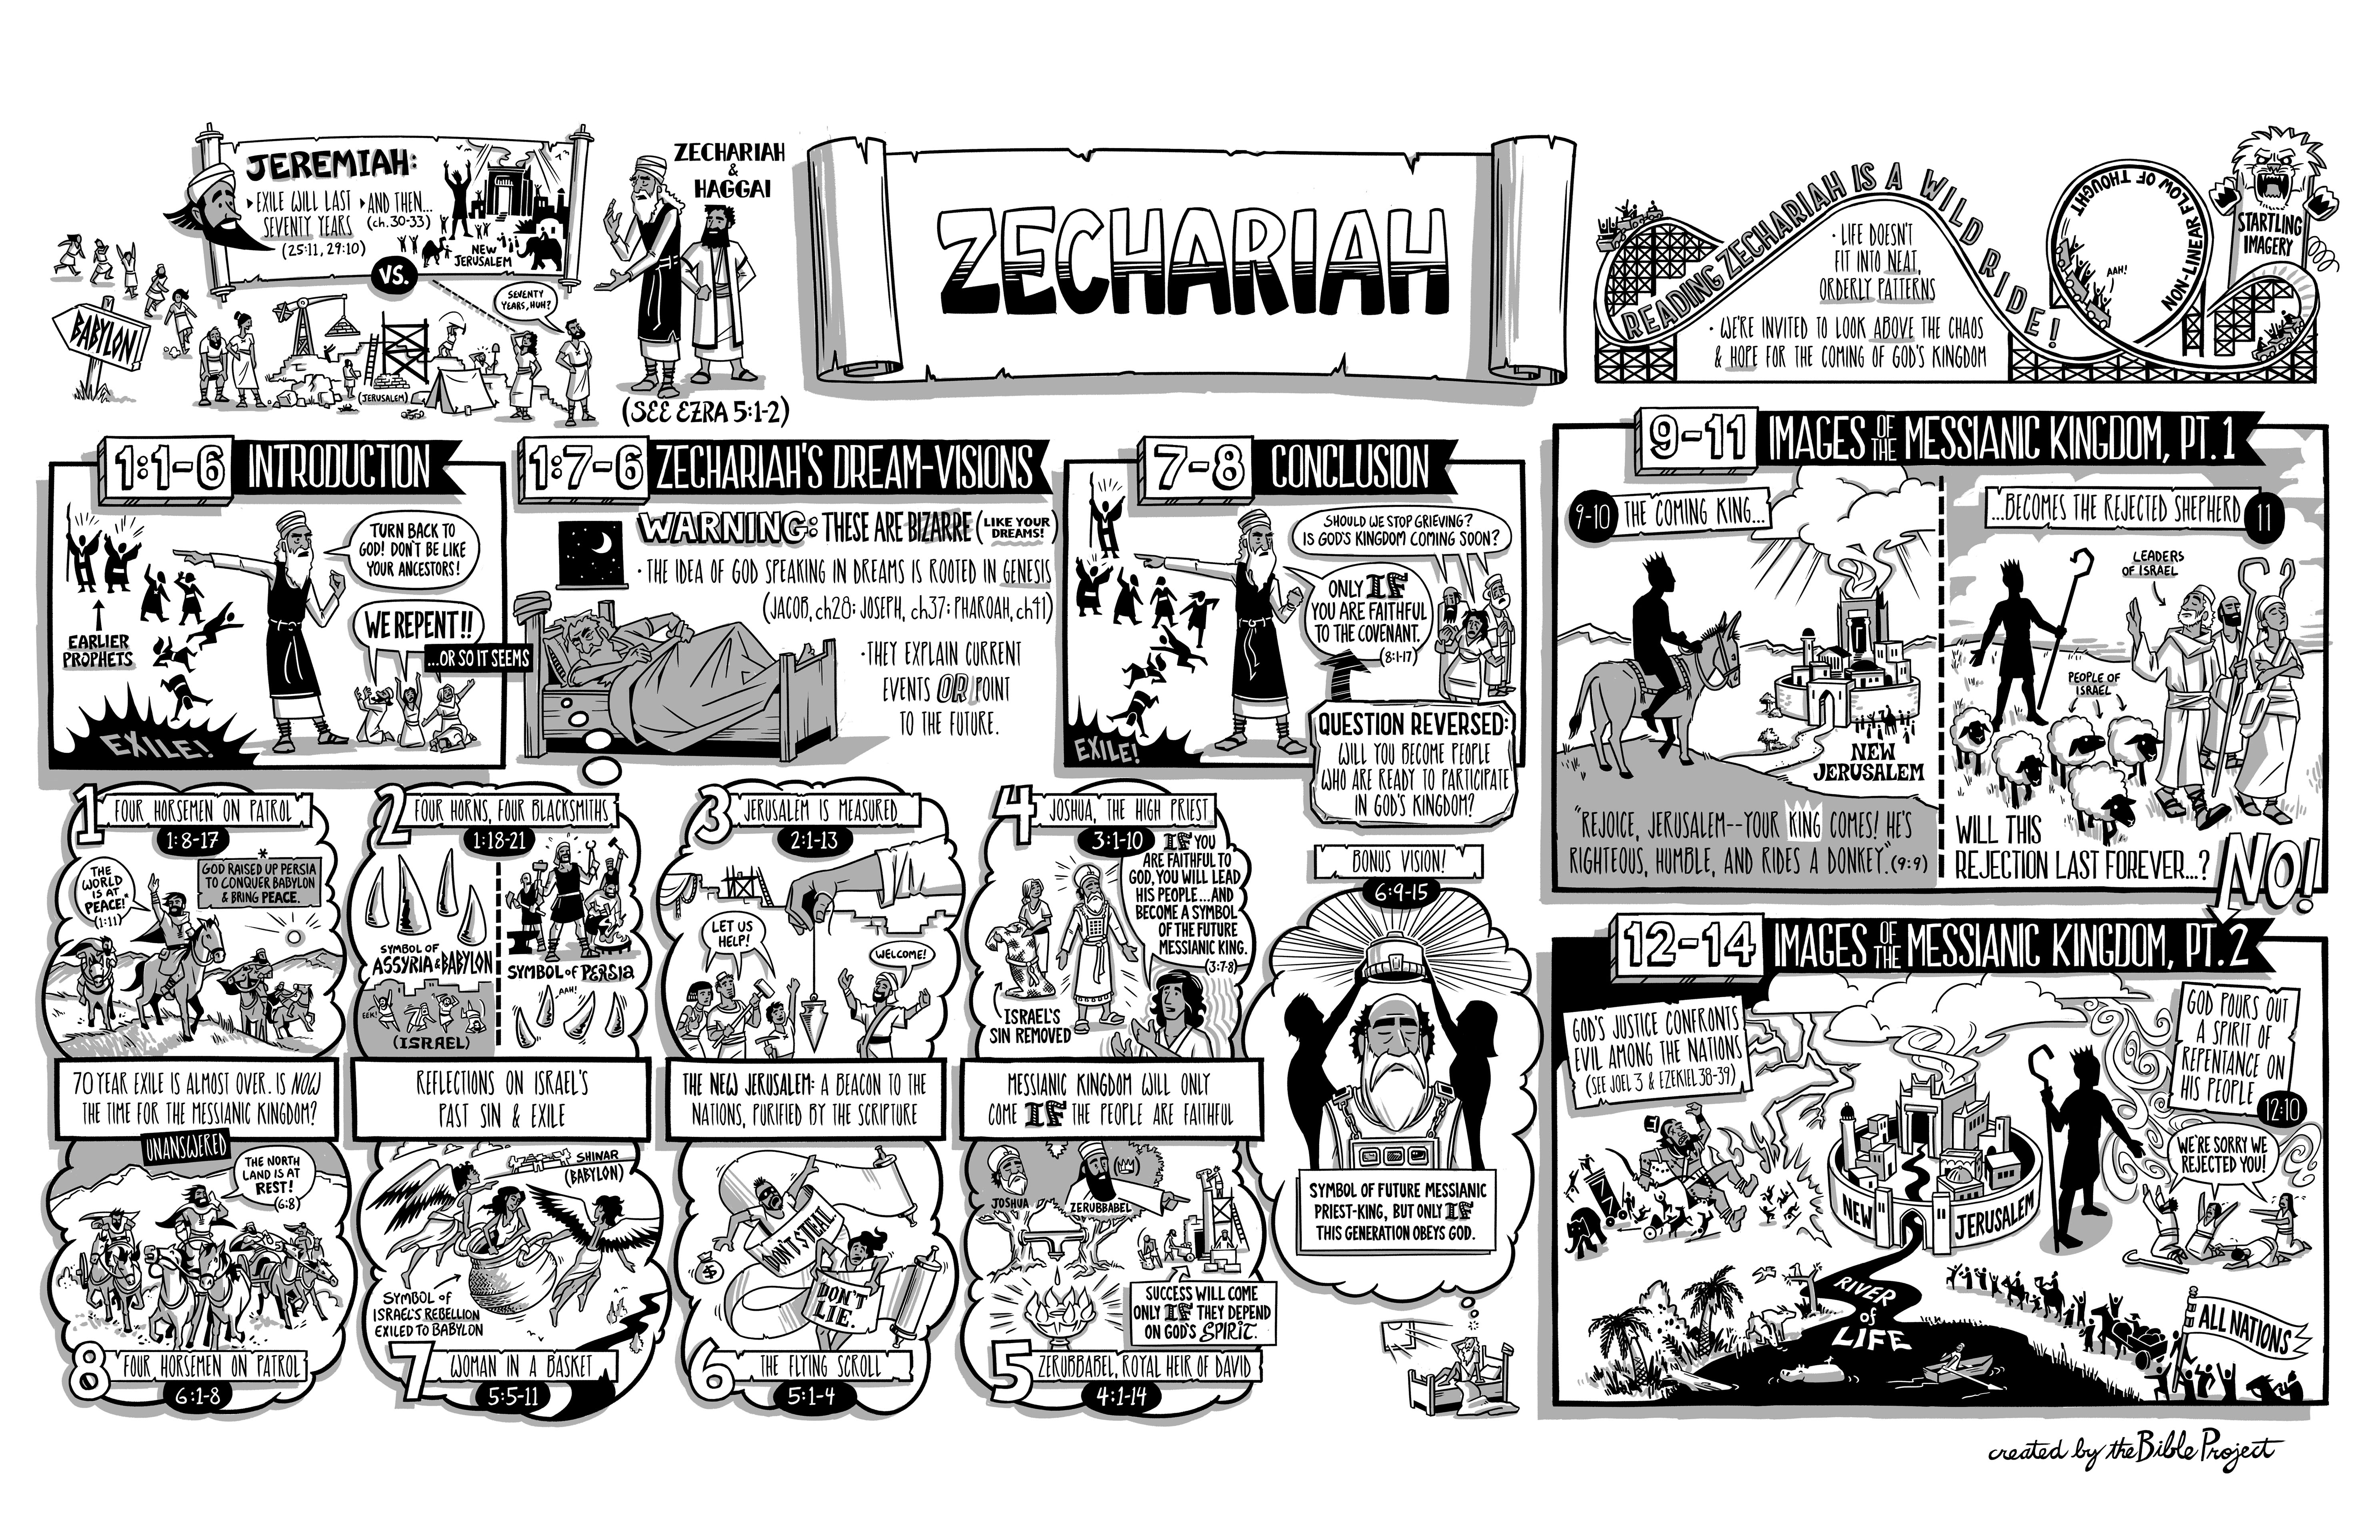 JEREMIAH:
EXILE WILL LAST
SEVENTY YEARS
(25:11, 29:10)
AND THEN...
(ch. 30-33)
NEW
JERUSALEM
VS.
BABYLON
SEVENTY
YEARS, HUH?
(JERUSALEM)
ZECHARIAH
&
HAGGAI
(SEE EZRA 5:1-2)
ZECHARIAH
READING ZECHARIAH IS A WILD RIDE!
• LIFE DOESN'T
FIT INTO NEAT,
ORDERLY PATTERNS
• WE'RE INVITED TO LOOK ABOVE THE CHAOS
& HOPE FOR THE COMING OF GOD'S KINGDOM
NON-LINEAR FLOW OF THOUGHT
AAH!
STARTLING
IMAGERY
1:1-6 INTRODUCTION
EARLIER
PROPHETS
TURN BACK TO
GOD! DON'T BE LIKE
YOUR ANCESTORS!
WE REPENT!!
...OR SO IT SEEMS
EXILE!
1:7-6 ZECHARIAH'S DREAM-VISIONS
WARNING: THESE ARE BIZARRE (LIKE YOUR
DREAMS!)
• THE IDEA OF GOD SPEAKING IN DREAMS IS ROOTED IN GENESIS
(JACOB, ch28: JOSEPH, ch37: PHAROAH, ch41)
• THEY EXPLAIN CURRENT
EVENTS OR POINT
TO THE FUTURE.
7-8 CONCLUSION
SHOULD WE STOP GRIEVING?
IS GOD'S KINGDOM COMING SOON?
ONLY IF
YOU ARE FAITHFUL
TO THE COVENANT.
(8:1-17)
EXILE!
QUESTION REVERSED:
WILL YOU BECOME PEOPLE
WHO ARE READY TO PARTICIPATE
IN GOD'S KINGDOM?
1 FOUR HORSEMEN ON PATROL
1:8-17
THE
WORLD
IS AT
PEACE!*
(1:11)
*
GOD RAISED UP PERSIA
TO CONQUER BABYLON
& BRING PEACE.
70 YEAR EXILE IS ALMOST OVER. IS NOW
THE TIME FOR THE MESSIANIC KINGDOM?
UNANSWERED
THE NORTH
LAND IS AT
REST!
(6:8)
8 FOUR HORSEMEN ON PATROL
6:1-8
2 FOUR HORNS, FOUR BLACKSMITHS
1:18-21
SYMBOL OF
ASSYRIA & BABYLON
EEK!
(ISRAEL)
SYMBOL OF PERSIA
AAH!
REFLECTIONS ON ISRAEL'S
PAST SIN & EXILE
SHINAR
(BABYLON)
SYMBOL OF
ISRAEL'S REBELLION
EXILED TO BABYLON
7 WOMAN IN A BASKET
5:5-11
3 JERUSALEM IS MEASURED
2:1-13
LET US
HELP!
WELCOME!
THE NEW JERUSALEM: A BEACON TO THE
NATIONS, PURIFIED BY THE SCRIPTURE
DON'T STEAL.
$
DON'T
LIE.
6 THE FLYING SCROLL
5:1-4
4 JOSHUA, THE HIGH PRIEST
3:1-10
IF YOU
ARE FAITHFUL TO
GOD, YOU WILL LEAD
HIS PEOPLE...AND
BECOME A SYMBOL
OF THE FUTURE
MESSIANIC KING.
(3:7-8)
ISRAEL'S
SIN REMOVED
MESSIANIC KINGDOM WILL ONLY
COME IF THE PEOPLE ARE FAITHFUL
JOSHUA
ZERUBBABEL
SUCCESS WILL COME
ONLY IF THEY DEPEND
ON GOD'S SPIRIT.
5 ZERUBBABEL, ROYAL HEIR OF DAVID
4:1-14
BONUS VISION!
6:9-15
SYMBOL OF FUTURE MESSIANIC
PRIEST-KING, BUT ONLY IF
THIS GENERATION OBEYS GOD.
9-11 IMAGES OF THE MESSIANIC KINGDOM, PT. 1
9-10 THE COMING KING...
NEW
JERUSALEM
"REJOICE, JERUSALEM--YOUR KING COMES! HE'S
RIGHTEOUS, HUMBLE, AND RIDES A DONKEY." (9:9)
...BECOMES THE REJECTED SHEPHERD 11
LEADERS
OF ISRAEL
PEOPLE OF
ISRAEL
WILL THIS
REJECTION LAST FOREVER...?
NO!
12-14 IMAGES OF THE MESSIANIC KINGDOM, PT. 2
GOD'S JUSTICE CONFRONTS
EVIL AMONG THE NATIONS
(SEE JOEL 3 & EZEKIEL 38-39)
GOD POURS OUT
A SPIRIT OF
REPENTANCE ON
HIS PEOPLE
12:10
WE'RE SORRY WE
REJECTED YOU!
NEW JERUSALEM
RIVER
OF
LIFE
ALL NATIONS
created by the Bible Project